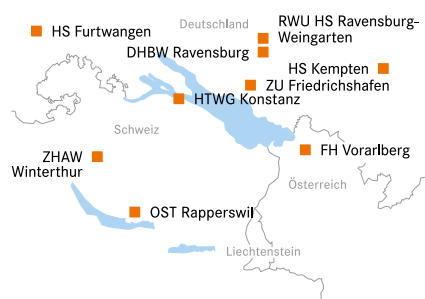 Deutschland
RWU HS Ravensburg-
Weingarten
HS Furtwangen
DHBW Ravensburg
HS Kempten
ZU Friedrichshafen
HTWG Konstanz
Schweiz
FH Vorarlberg
ZHAW
Winterthur
Österreich
OST Rapperswil
Liechtenstein